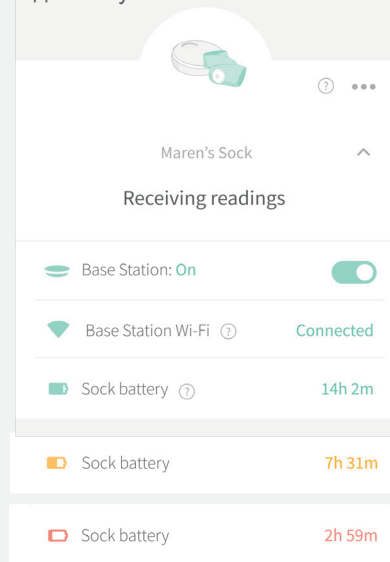 ?
Maren's Sock
Receiving readings
Base Station: On
Base Station Wi-Fi ? Connected
Sock battery ? 14h 2m
Sock battery 7h 31m
Sock battery 2h 59m